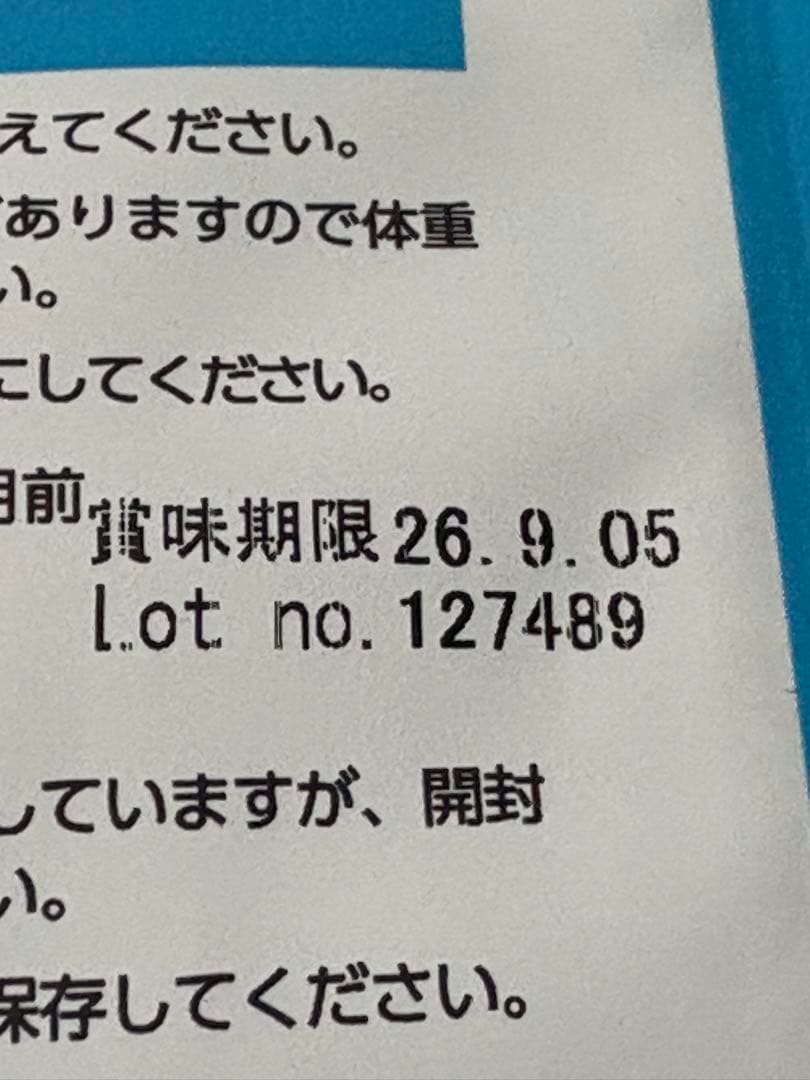 えてください。
がありますので体重
い。
にしてください。
期前
賞味期限 26. 9. 05
Lot no. 127489
していますが、開封
い。
保存してください。